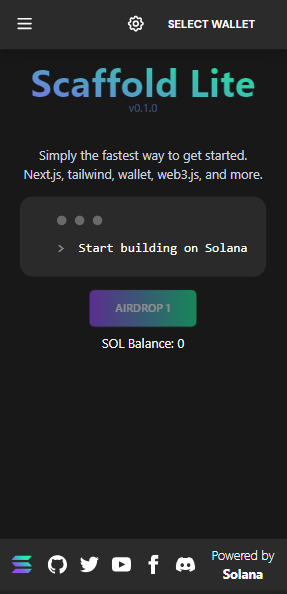 SELECT WALLET
Scaffold Lite
v0.1.0
Simply the fastest way to get started.
Next.js, tailwind, wallet, web3.js, and more.
> Start building on Solana
AIRDROP 1
SOL Balance: 0
Powered by
Solana